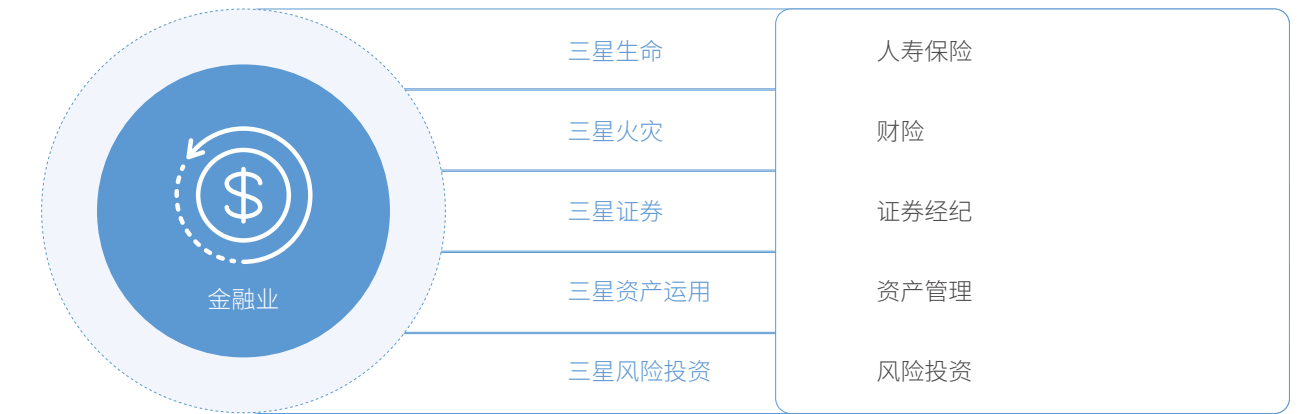 金融业
三星生命
人寿保险
三星火灾
财险
三星证券
证券经纪
三星资产运用
资产管理
三星风险投资
风险投资